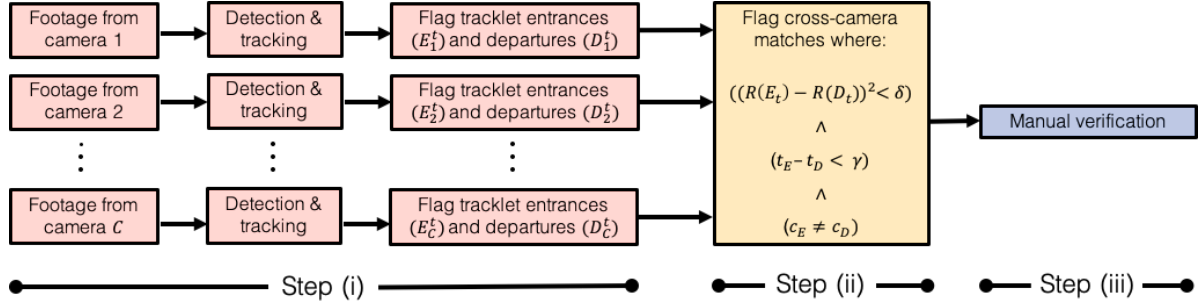 Footage from
camera 1
Detection &
tracking
Flag tracklet entrances
(E_1^t) and departures (D_1^t)
Footage from
camera 2
Detection &
tracking
Flag tracklet entrances
(E_2^t) and departures (D_2^t)
Footage from
camera C
Detection &
tracking
Flag tracklet entrances
(E_C^t) and departures (D_C^t)
Flag cross-camera
matches where:
((R(E_t) − R(D_t))² < δ)
∧
(t_E − t_D < γ)
∧
(c_E ≠ c_D)
Manual verification
Step (i)
Step (ii)
Step (iii)